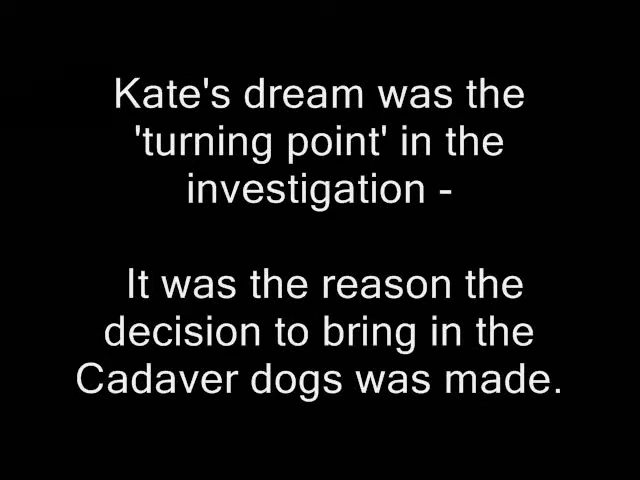 Kate's dream was the
'turning point' in the
investigation -
It was the reason the
decision to bring in the
Cadaver dogs was made.